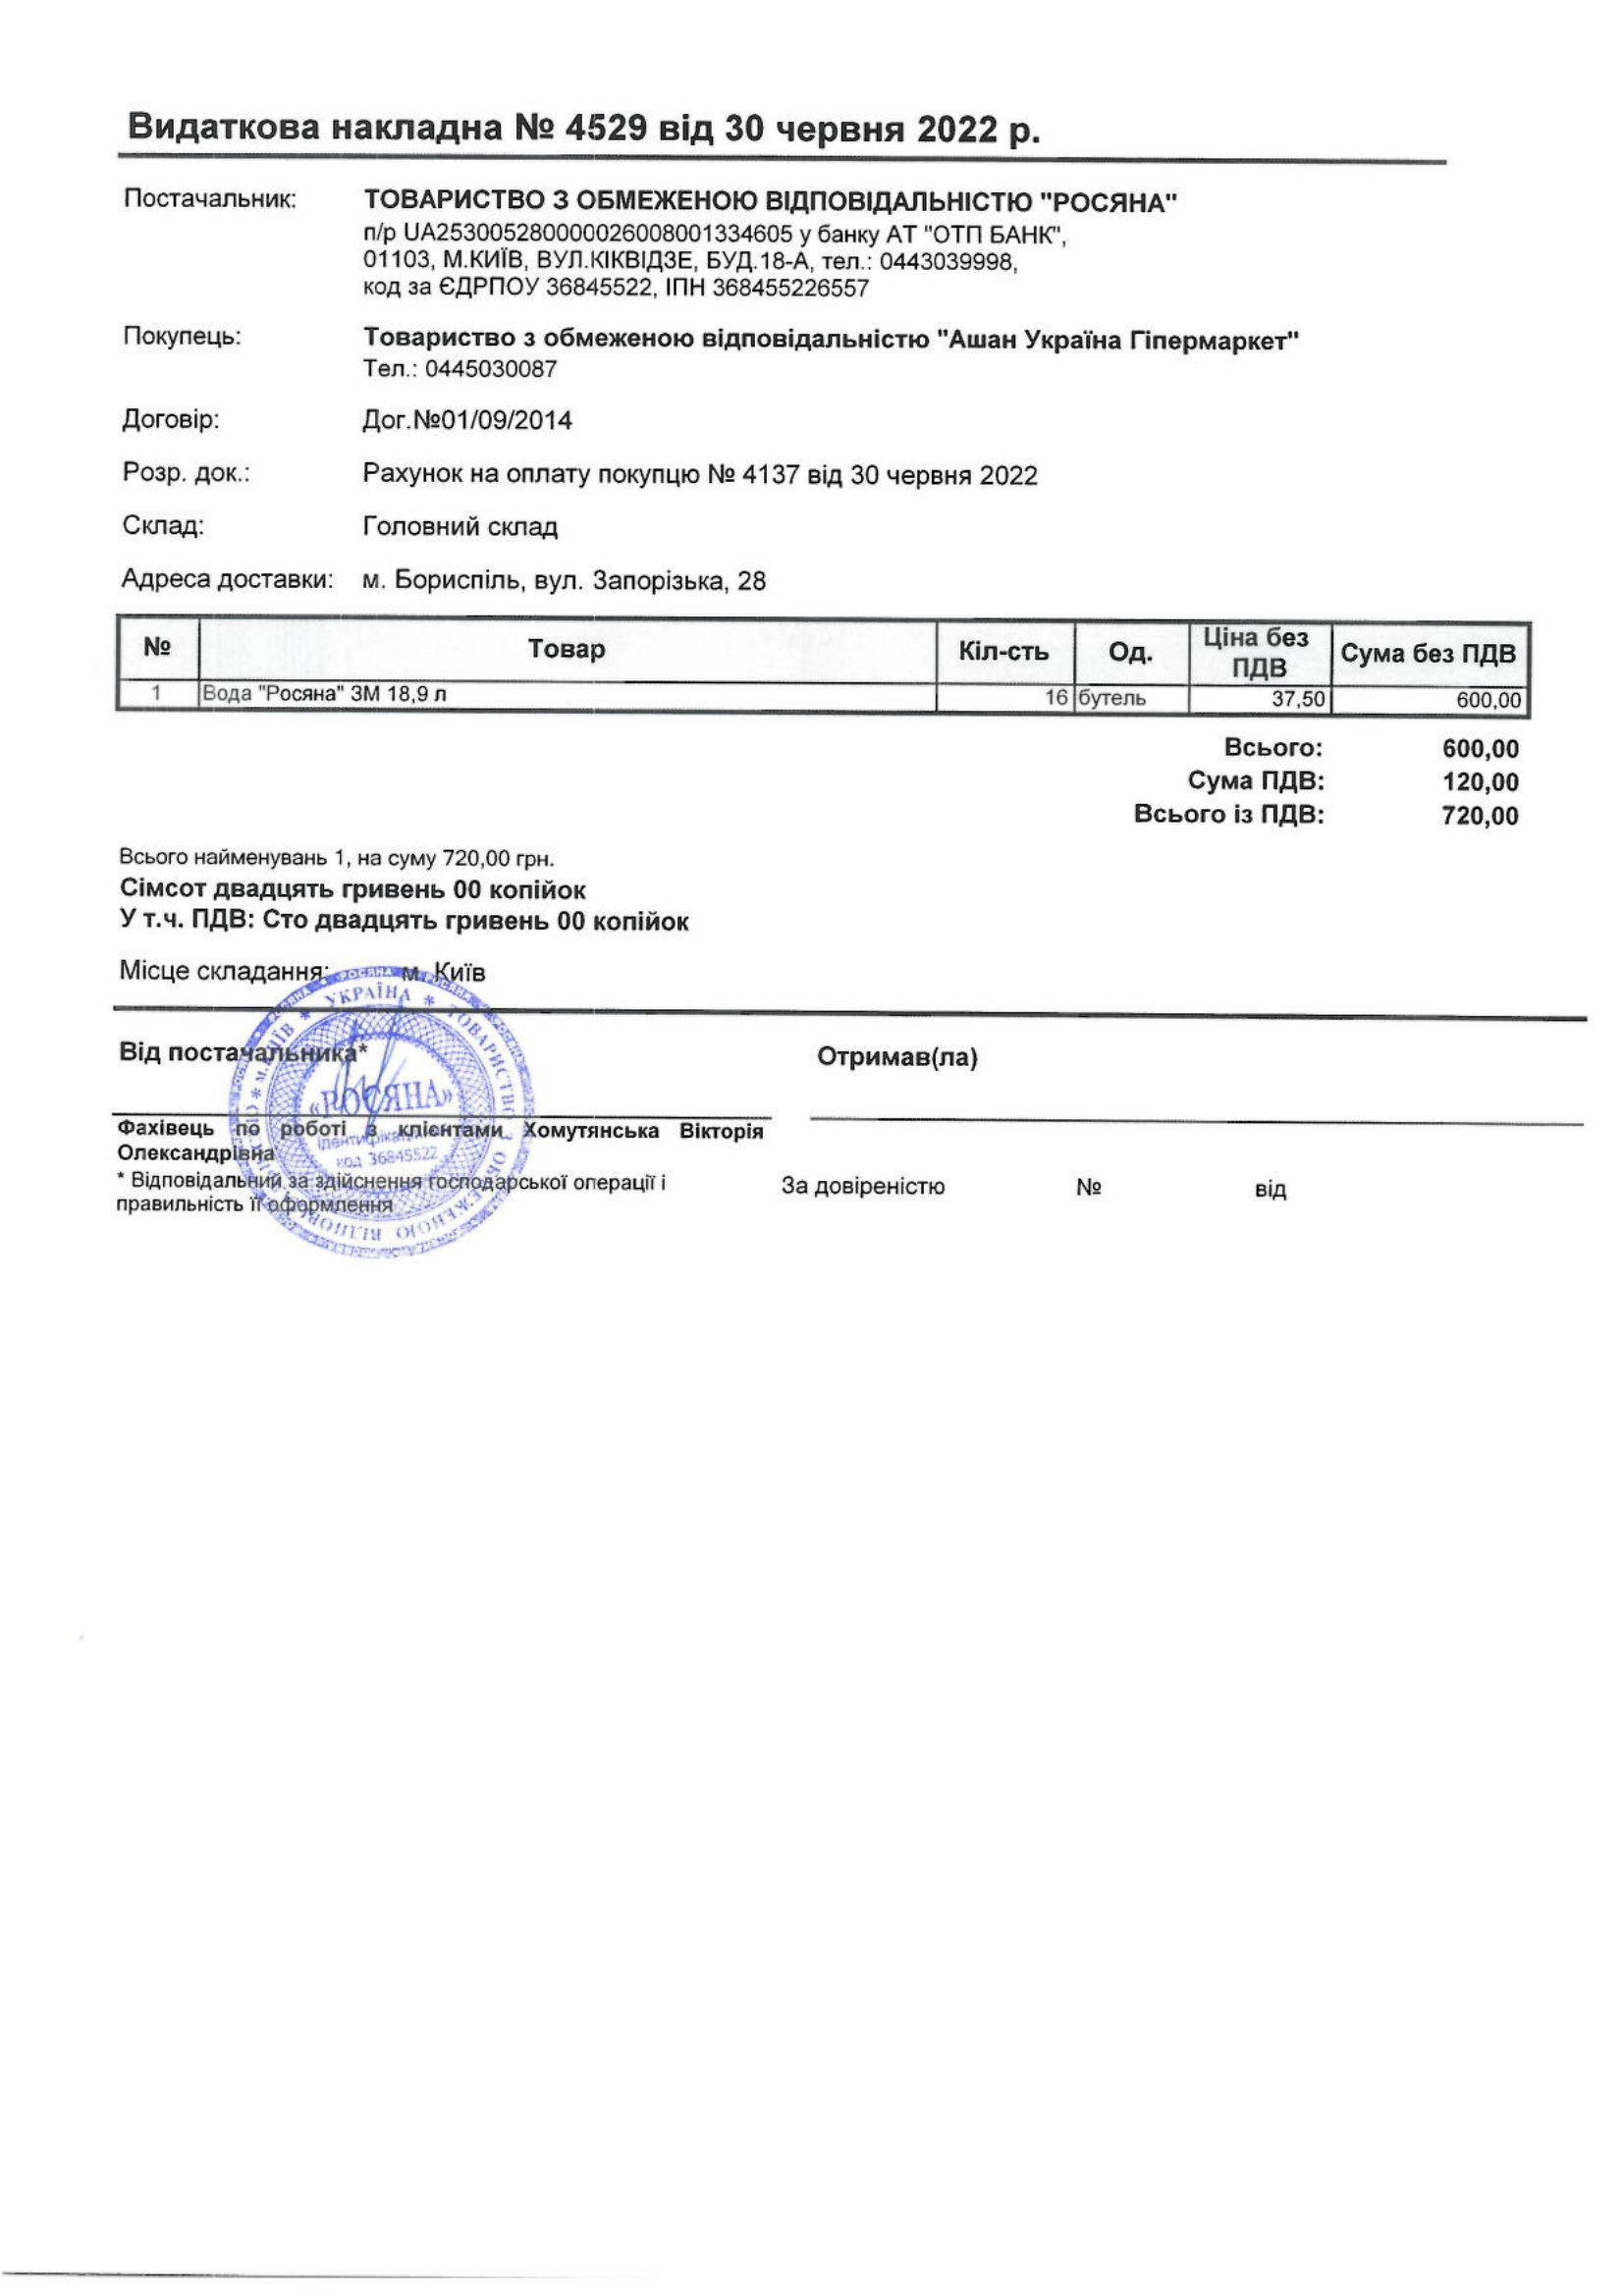 Видаткова накладна № 4529 від 30 червня 2022 р.
Постачальник: ТОВАРИСТВО З ОБМЕЖЕНОЮ ВІДПОВІДАЛЬНІСТЮ "РОСЯНА"
п/р UA253005280000026008001334605 у банку АТ "ОТП БАНК",
01103, М.КИЇВ, ВУЛ.КІКВІДЗЕ, БУД.18-А, тел.: 0443039998,
код за ЄДРПОУ 36845522, ІПН 368455226557
Покупець: Товариство з обмеженою відповідальністю "Ашан Україна Гіпермаркет"
Тел.: 0445030087
Договір: Дог.№01/09/2014
Розр. док.: Рахунок на оплату покупцю № 4137 від 30 червня 2022
Склад: Головний склад
Адреса доставки: м. Бориспіль, вул. Запорізька, 28
№ Товар Кіл-сть Од. Ціна без ПДВ Сума без ПДВ
1 Вода "Росяна" ЗМ 18,9 л 16 бутель 37,50 600,00
Всього: 600,00
Сума ПДВ: 120,00
Всього із ПДВ: 720,00
Всього найменувань 1, на суму 720,00 грн.
Сімсот двадцять гривень 00 копійок
У т.ч. ПДВ: Сто двадцять гривень 00 копійок
Місце складання: м. Київ
Від постачальника* Отримав(ла)
Фахівець по роботі з клієнтами Хомутянська Вікторія
Олександрівна
* Відповідальний за здійснення господарської операції і
правильність її оформлення
За довіреністю № від
УКРАЇНА * ТОВАРИСТВО З ОБМЕЖЕНОЮ
* м.КИЇВ *
«РОСЯНА»
код 36845522